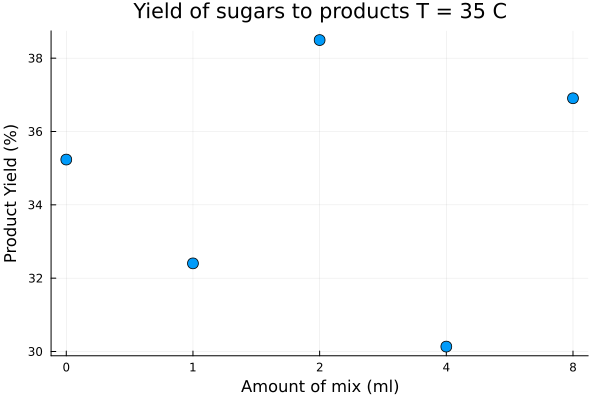 Yield of sugars to products T = 35 C
Product Yield (%)
38
36
34
32
30
0 1 2 4 8
Amount of mix (ml)